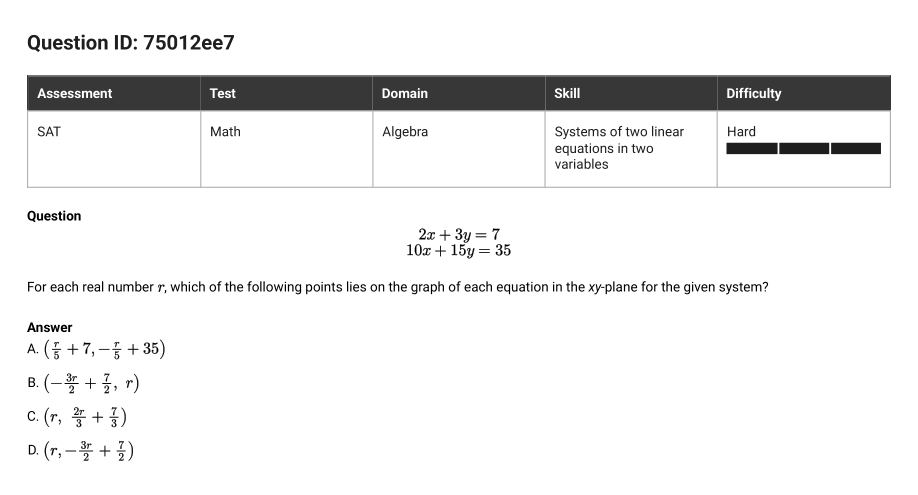 Question ID: 75012ee7
Assessment Test Domain Skill Difficulty
SAT Math Algebra Systems of two linear equations in two variables Hard
Question
2x + 3y = 7
10x + 15y = 35
For each real number r, which of the following points lies on the graph of each equation in the xy-plane for the given system?
Answer
A. (r/5 + 7, −r/5 + 35)
B. (−3r/2 + 7/2, r)
C. (r, 2r/3 + 7/3)
D. (r, −3r/2 + 7/2)